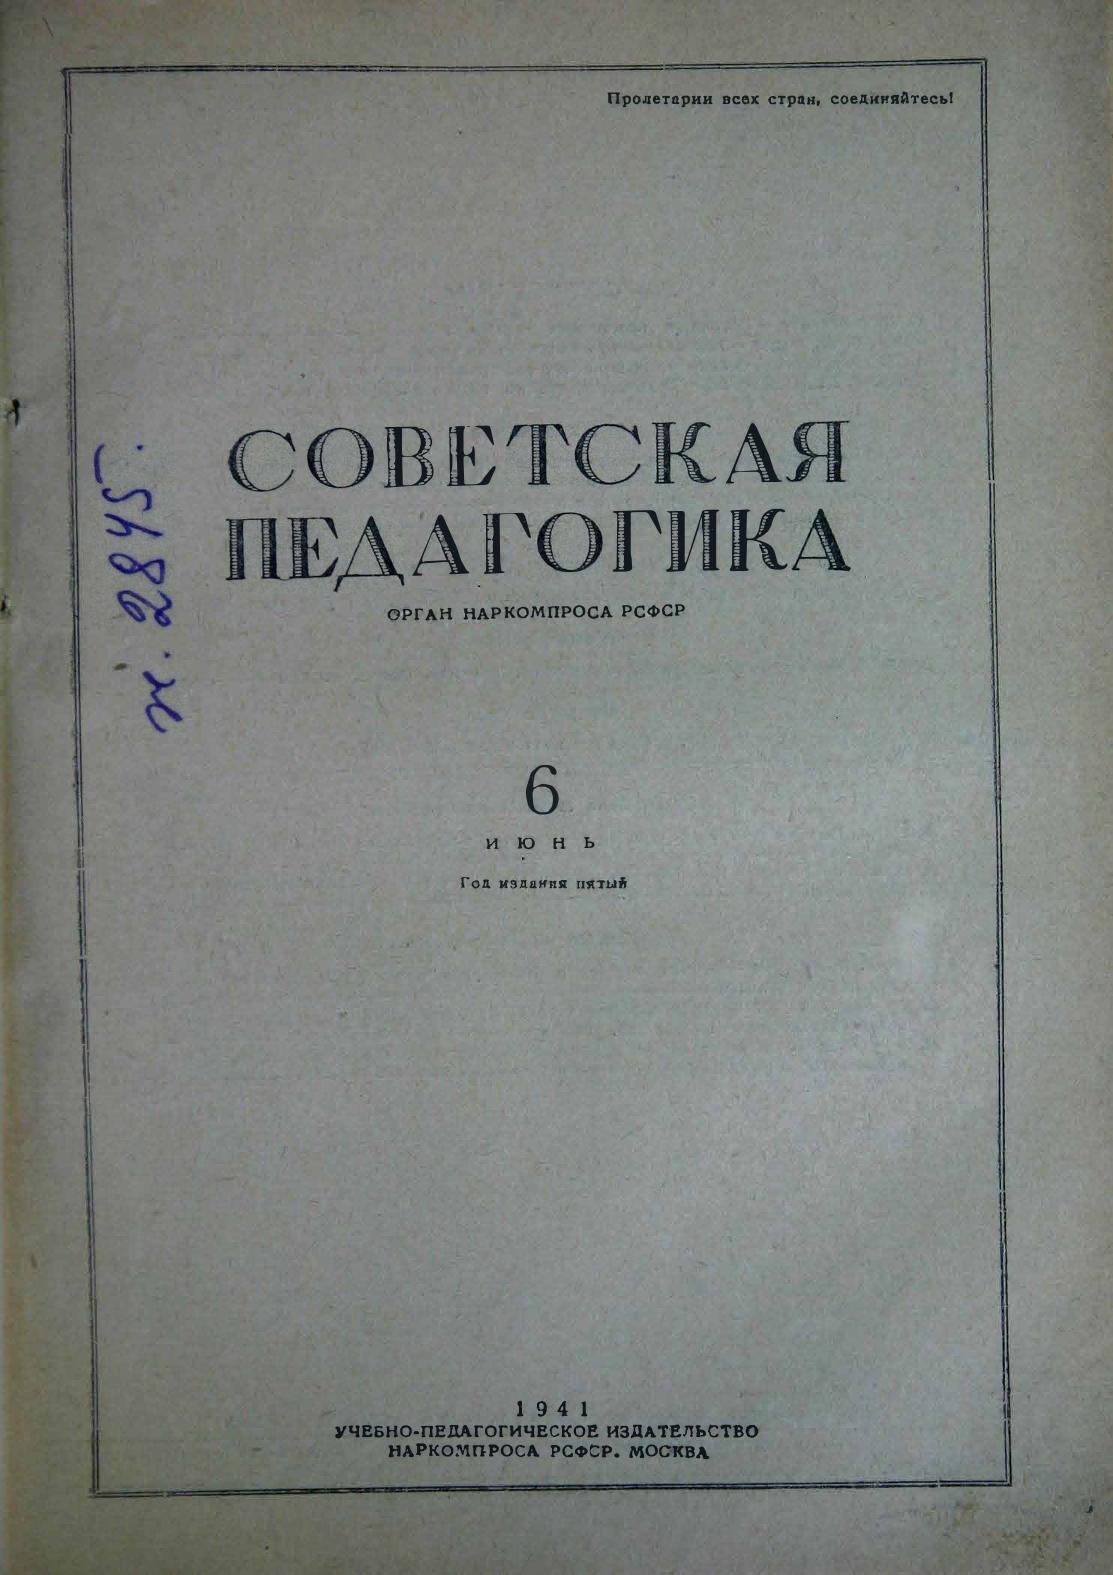 Пролетарии всех стран, соединяйтесь!
СОВЕТСКАЯ
ПЕДАГОГИКА
ОРГАН НАРКОМПРОСА РСФСР
6
ИЮНЬ
Год издания пятый
1941
УЧЕБНО-ПЕДАГОГИЧЕСКОЕ ИЗДАТЕЛЬСТВО
НАРКОМПРОСА РСФСР. МОСКВА